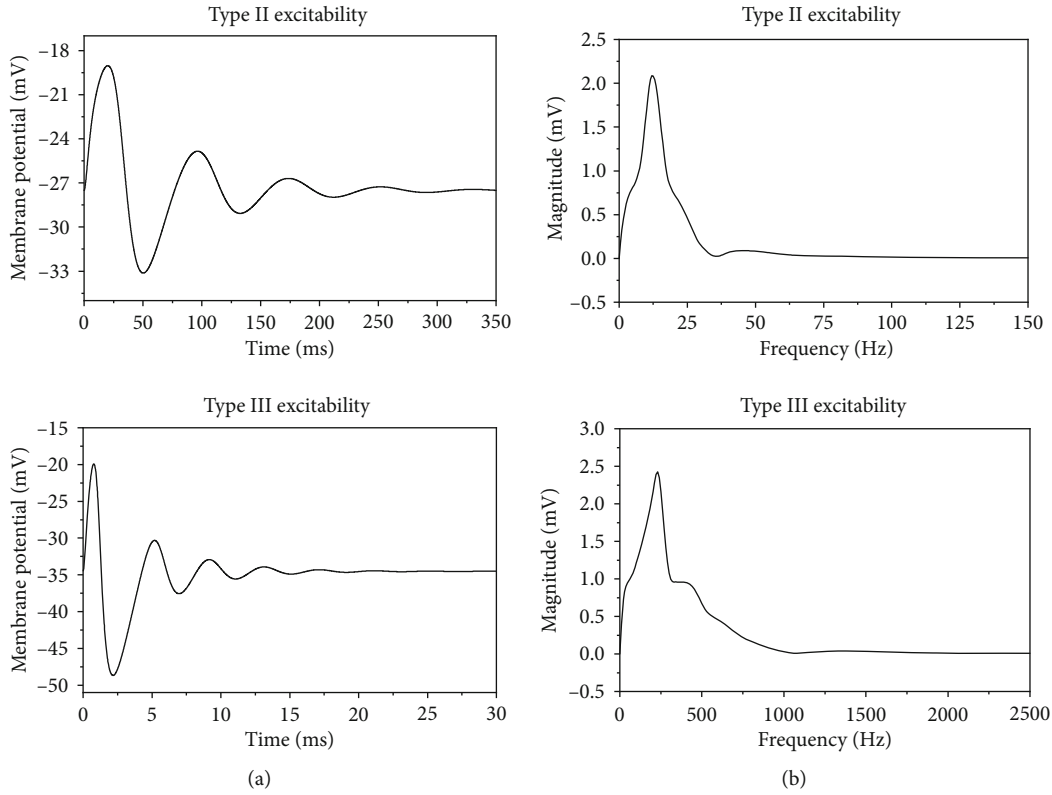 Type II excitability
Membrane potential (mV)
–18
–21
–24
–27
–30
–33
0 50 100 150 200 250 300 350
Time (ms)
Type II excitability
Magnitude (mV)
2.5
2.0
1.5
1.0
0.5
0.0
–0.5
0 25 50 75 100 125 150
Frequency (Hz)
Type III excitability
Membrane potential (mV)
–15
–20
–25
–30
–35
–40
–45
–50
0 5 10 15 20 25 30
Time (ms)
(a)
Type III excitability
Magnitude (mV)
3.0
2.5
2.0
1.5
1.0
0.5
0.0
–0.5
0 500 1000 1500 2000 2500
Frequency (Hz)
(b)